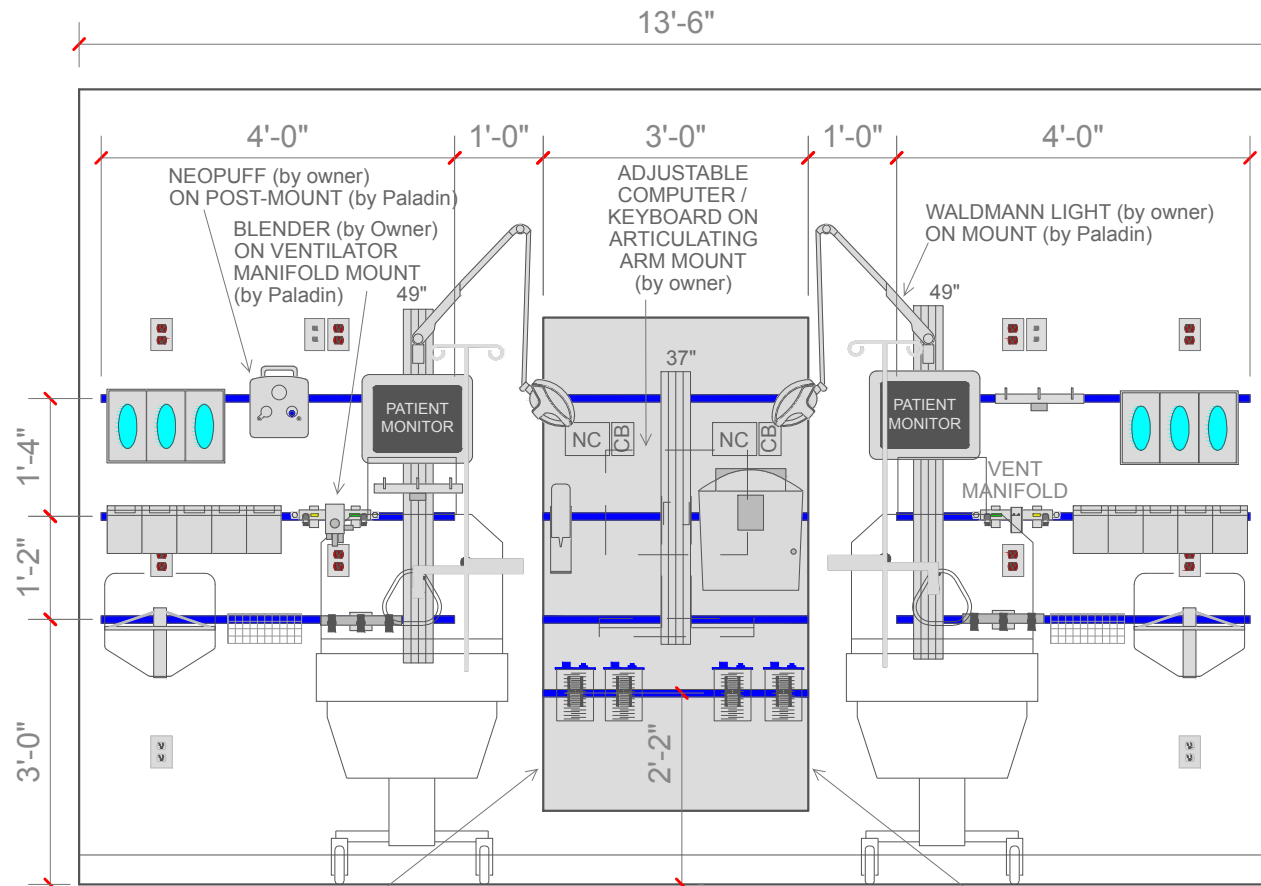 13'-6"
4'-0"
1'-0"
3'-0"
1'-0"
4'-0"
NEOPUFF (by owner)
ON POST-MOUNT (by Paladin)
BLENDER (by Owner)
ON VENTILATOR
MANIFOLD MOUNT
(by Paladin)
49"
ADJUSTABLE
COMPUTER /
KEYBOARD ON
ARTICULATING
ARM MOUNT
(by owner)
WALDMANN LIGHT (by owner)
ON MOUNT (by Paladin)
49"
37"
PATIENT
MONITOR
NC
CB
NC
CB
PATIENT
MONITOR
VENT
MANIFOLD
1'-4"
1'-2"
3'-0"
2'-2"